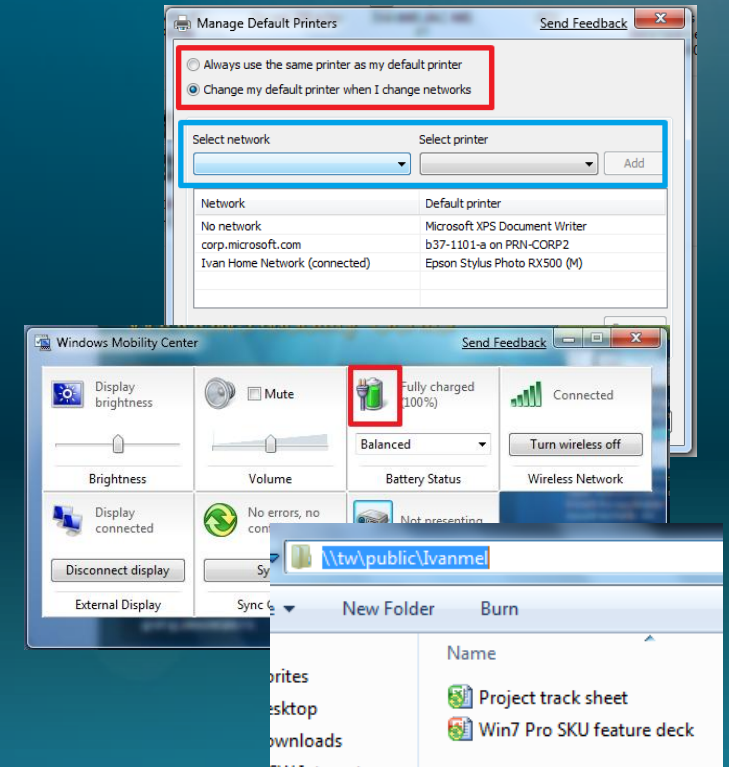 Manage Default Printers
Send Feedback
Always use the same printer as my default printer
Change my default printer when I change networks
Select network
Select printer
Add
Network
Default printer
No network
Microsoft XPS Document Writer
corp.microsoft.com
b37-1101-a on PRN-CORP2
Ivan Home Network (connected)
Epson Stylus Photo RX500 (M)
Windows Mobility Center
Send Feedback
Display
brightness
Mute
Fully charged
(100%)
Connected
Balanced
Turn wireless off
Brightness
Volume
Battery Status
Wireless Network
Display
connected
No errors, no
Not presenting
Disconnect display
External Display
Sync
\\tw\public\Ivanmel
New Folder
Burn
Name
Project track sheet
Win7 Pro SKU feature deck